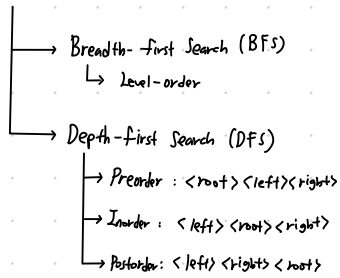 Breadth-first Search (BFS)
Level-order
Depth-first Search (DFS)
Preorder : <root><left><right>
Inorder : <left><root><right>
Postorder: <left><right><root>